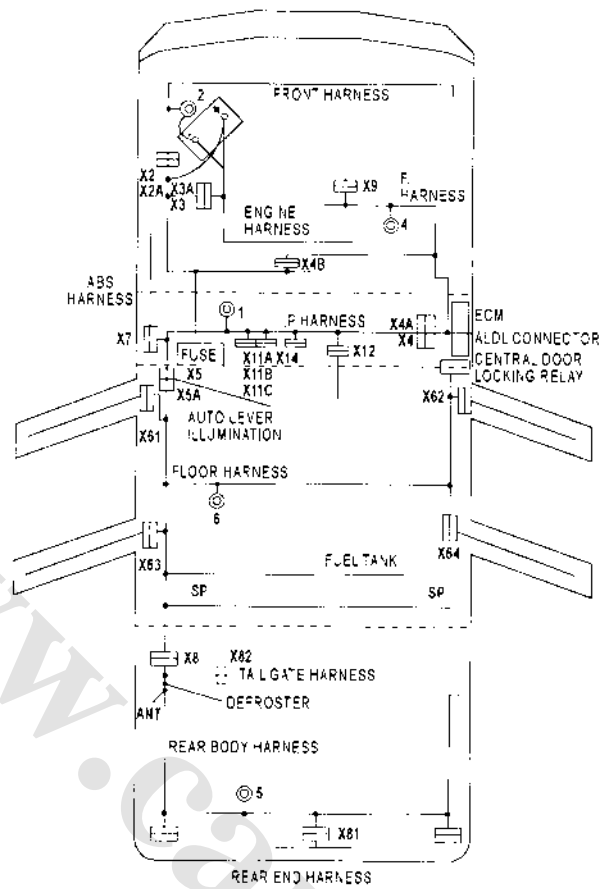 2
FRONT HARNESS
X2
X2A
X3A
X3
X9
HARNESS
4
ENGINE
HARNESS
X4B
ABS
HARNESS
1
I.P HARNESS
X4A
X4
ECM
ALDL CONNECTOR
CENTRAL DOOR
LOCKING RELAY
X7
FUSE
X11A
X11B
X11C
X14
X12
X5
X5A
X62
X61
AUTO LEVER
ILLUMINATION
FLOOR HARNESS
6
X63
FUEL TANK
X64
SP
SP
X8
X82
TAILGATE HARNESS
DEFROSTER
ANT
REAR BODY HARNESS
5
X81
REAR END HARNESS